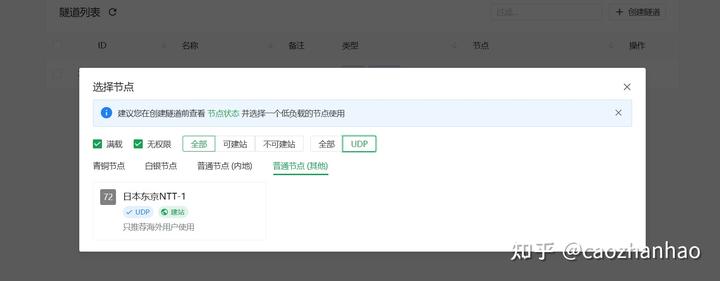 隧道列表
过滤...
+ 创建隧道
ID 名称 备注 类型 节点 操作
选择节点
建议您在创建隧道前查看 节点状态 并选择一个低负载的节点使用
满载 无权限 全部 可建站 不可建站 全部 UDP
青铜节点 白银节点 普通节点 (内地) 普通节点 (其他)
72 日本东京NTT-1
UDP 建站
只推荐海外用户使用
知乎 @caozhanhao